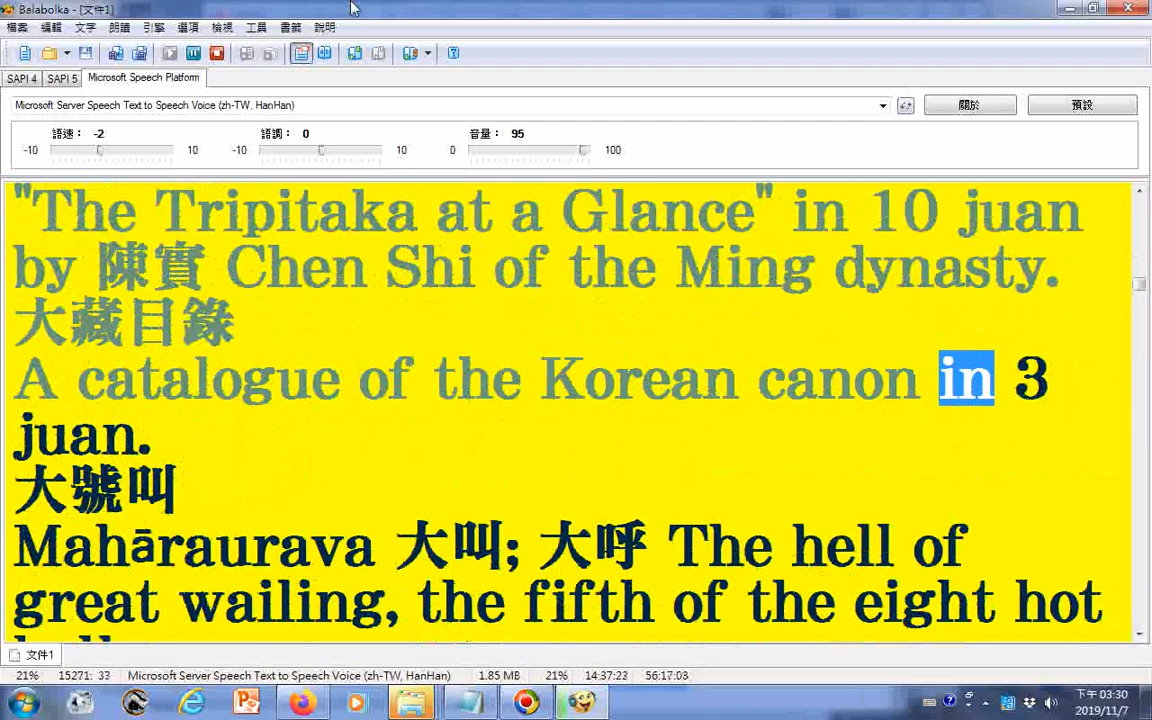 Balabolka - [文件1]
檔案 編輯 文字 朗讀 引擎 選項 檢視 工具 書籤 說明
SAPI 4 SAPI 5 Microsoft Speech Platform
Microsoft Server Speech Text to Speech Voice (zh-TW, HanHan) 關於 預設
語速： -2 語調： 0 音量： 95
-10 10 -10 10 0 100
"The Tripitaka at a Glance" in 10 juan
by 陳實 Chen Shi of the Ming dynasty.
大藏目錄
A catalogue of the Korean canon in 3
juan.
大號叫
Mahāraurava 大叫; 大呼 The hell of
great wailing, the fifth of the eight hot
文件1
21% 15271: 33 Microsoft Server Speech Text to Speech Voice (zh-TW, HanHan) 1.85 MB 21% 14:37:23 56:17:03
下午 03:30
2019/11/7